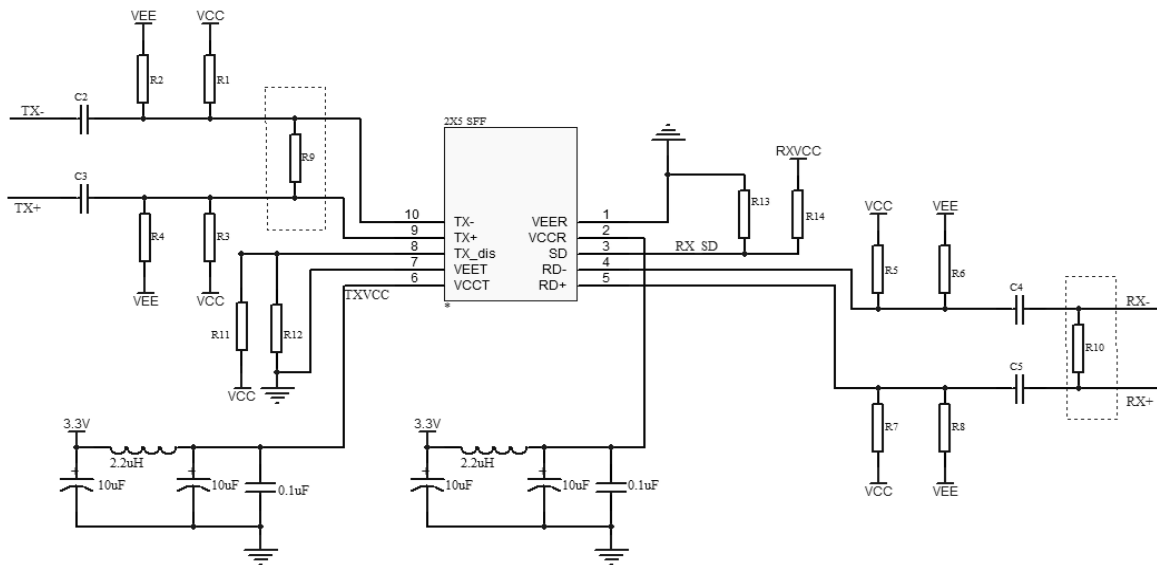 VEE
VCC
R2
R1
C2
TX-
2X5 SFF
R9
RXVCC
C3
TX+
R13
R14
R4
R3
10
TX-
VEER
1
9
TX+
VCCR
2
8
TX_dis
SD
3
RX_SD
7
VEET
RD-
4
6
VCCT
RD+
5
VCC
VEE
VEE
VCC
TXVCC
*
R5
R6
C4
RX-
R11
R12
R10
VCC
C5
RX+
3.3V
3.3V
R7
R8
2.2uH
2.2uH
10uF
10uF
0.1uF
10uF
10uF
0.1uF
VCC
VEE
+
+
+
+